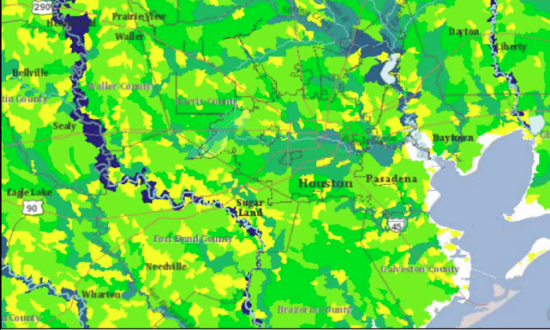 290
Prairie View
Waller
Dayton
Liberty
Bellville
Waller County
Harris County
Sealy
Baytown
Eagle Lake
90
Houston
Pasadena
Sugar
Land
45
Fort Bend County
Needville
Galveston County
Wharton
Brazoria County